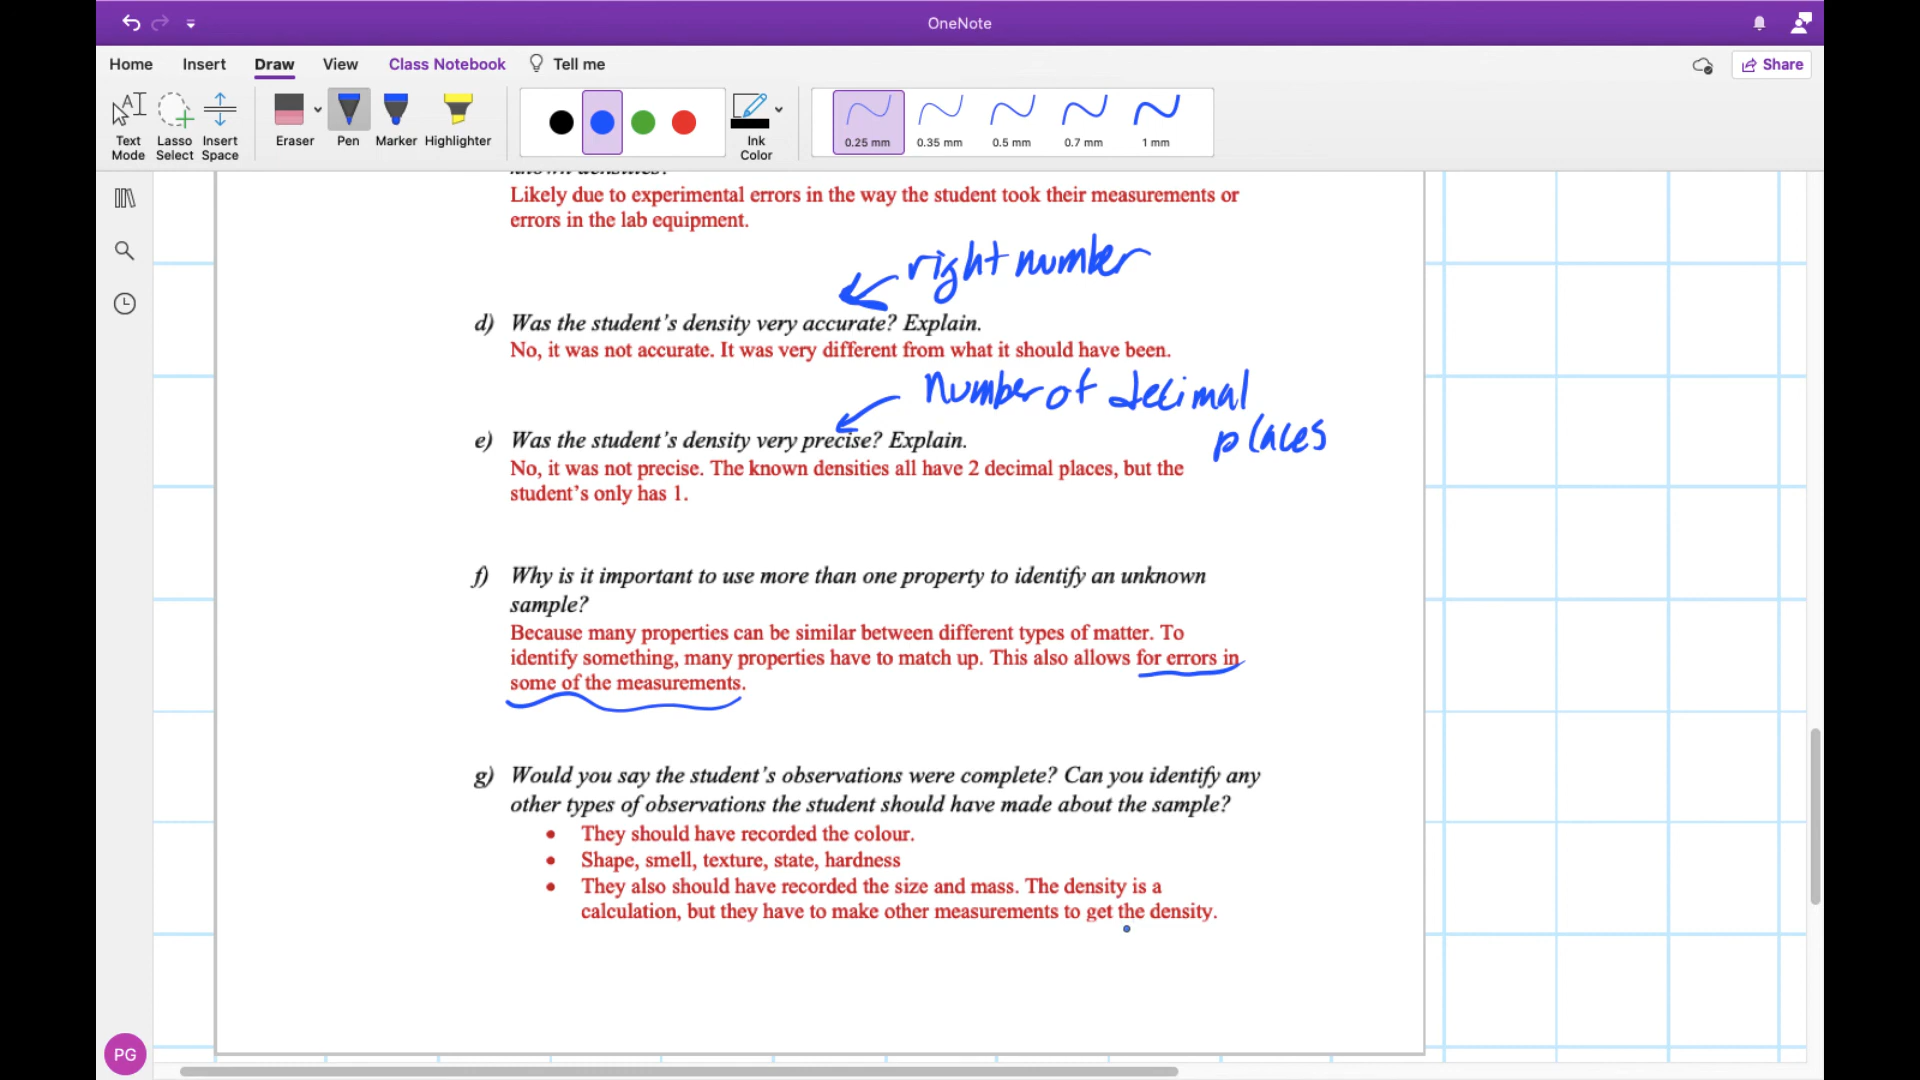 OneNote
Home Insert Draw View Class Notebook Tell me Share
Text Mode Lasso Select Insert Space Eraser Pen Marker Highlighter Ink Color 0.25 mm 0.35 mm 0.5 mm 0.7 mm 1 mm
known densities?
Likely due to experimental errors in the way the student took their measurements or
errors in the lab equipment.
right number
d) Was the student's density very accurate? Explain.
No, it was not accurate. It was very different from what it should have been.
Number of decimal
places
e) Was the student's density very precise? Explain.
No, it was not precise. The known densities all have 2 decimal places, but the
student's only has 1.
f) Why is it important to use more than one property to identify an unknown
sample?
Because many properties can be similar between different types of matter. To
identify something, many properties have to match up. This also allows for errors in
some of the measurements.
g) Would you say the student's observations were complete? Can you identify any
other types of observations the student should have made about the sample?
• They should have recorded the colour.
• Shape, smell, texture, state, hardness
• They also should have recorded the size and mass. The density is a
calculation, but they have to make other measurements to get the density.
PG